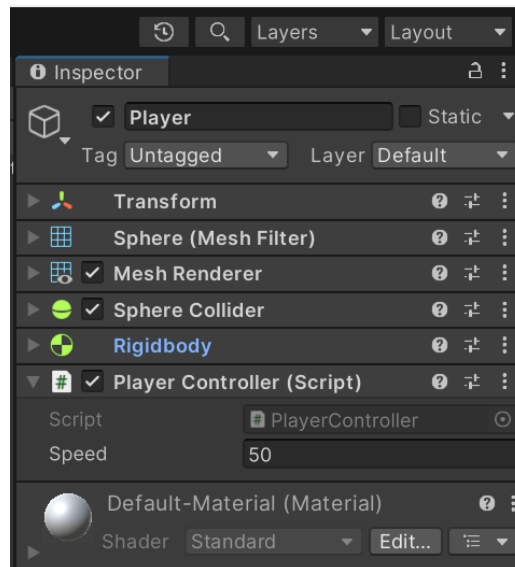 Layers Layout
Inspector
Player Static
Tag Untagged Layer Default
Transform
Sphere (Mesh Filter)
Mesh Renderer
Sphere Collider
Rigidbody
# Player Controller (Script)
Script # PlayerController
Speed 50
Default-Material (Material)
Shader Standard Edit...